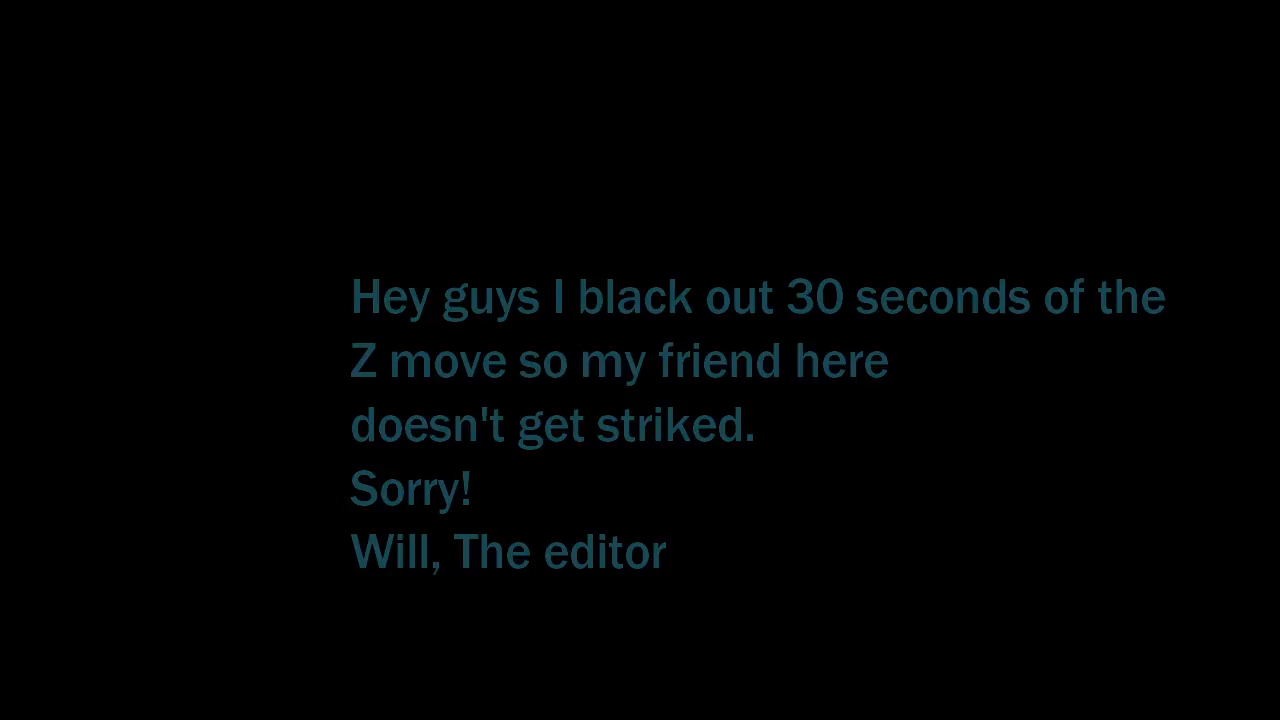 Hey guys I black out 30 seconds of the
Z move so my friend here
doesn't get striked.
Sorry!
Will, The editor